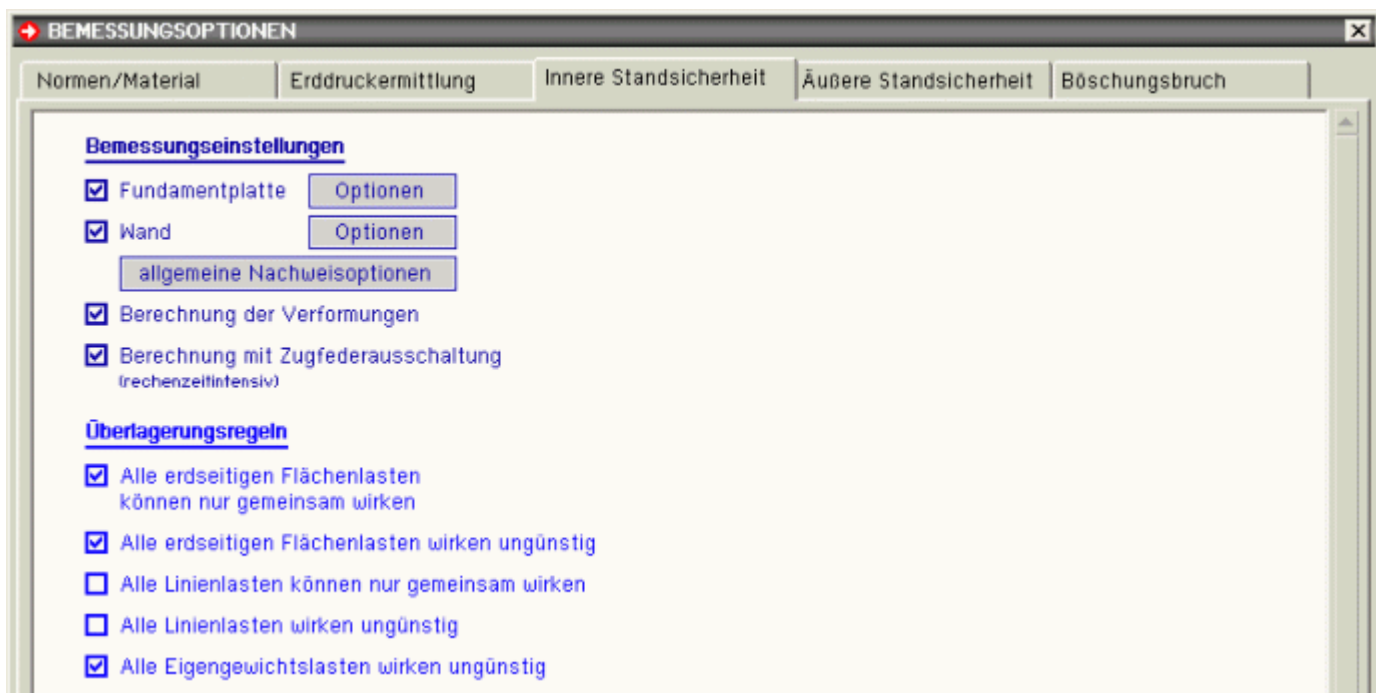 BEMESSUNGSOPTIONEN
Normen/Material
Erddruckermittlung
Innere Standsicherheit
Äußere Standsicherheit
Böschungsbruch
Bemessungseinstellungen
Fundamentplatte
Optionen
Wand
Optionen
allgemeine Nachweisoptionen
Berechnung der Verformungen
Berechnung mit Zugfederausschaltung
(rechenzeitintensiv)
Überlagerungsregeln
Alle erdseitigen Flächenlasten
können nur gemeinsam wirken
Alle erdseitigen Flächenlasten wirken ungünstig
Alle Linienlasten können nur gemeinsam wirken
Alle Linienlasten wirken ungünstig
Alle Eigengewichtslasten wirken ungünstig